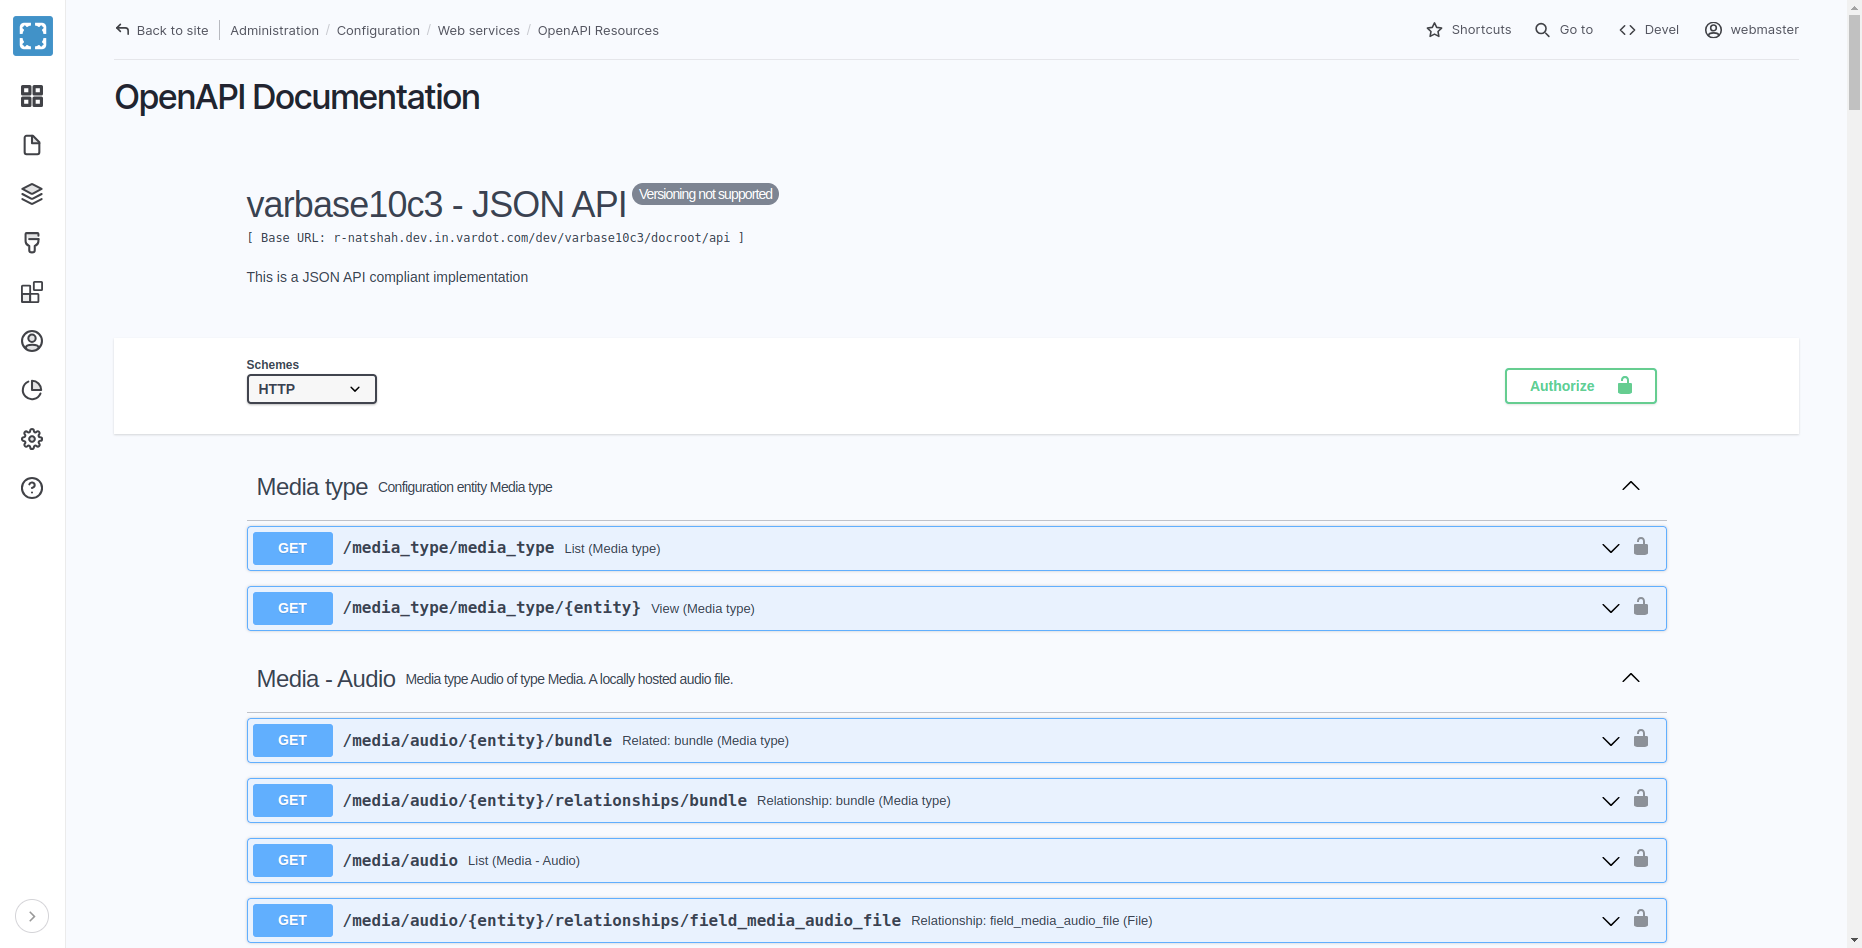 Back to site Administration / Configuration / Web services / OpenAPI Resources Shortcuts Go to Devel webmaster
OpenAPI Documentation
varbase10c3 - JSON API Versioning not supported
[ Base URL: r-natshah.dev.in.vardot.com/dev/varbase10c3/docroot/api ]
This is a JSON API compliant implementation
Schemes
HTTP
Authorize
Media type Configuration entity Media type
GET /media_type/media_type List (Media type)
GET /media_type/media_type/{entity} View (Media type)
Media - Audio Media type Audio of type Media. A locally hosted audio file.
GET /media/audio/{entity}/bundle Related: bundle (Media type)
GET /media/audio/{entity}/relationships/bundle Relationship: bundle (Media type)
GET /media/audio List (Media - Audio)
GET /media/audio/{entity}/relationships/field_media_audio_file Relationship: field_media_audio_file (File)